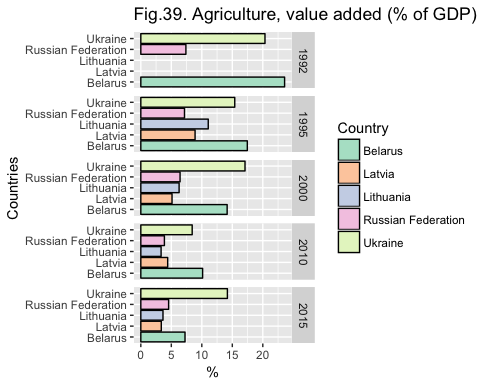 Fig.39. Agriculture, value added (% of GDP)
Countries
Ukraine
Russian Federation
Lithuania
Latvia
Belarus
1992
Ukraine
Russian Federation
Lithuania
Latvia
Belarus
1995
Ukraine
Russian Federation
Lithuania
Latvia
Belarus
2000
Ukraine
Russian Federation
Lithuania
Latvia
Belarus
2010
Ukraine
Russian Federation
Lithuania
Latvia
Belarus
2015
0 5 10 15 20
%
Country
Belarus
Latvia
Lithuania
Russian Federation
Ukraine